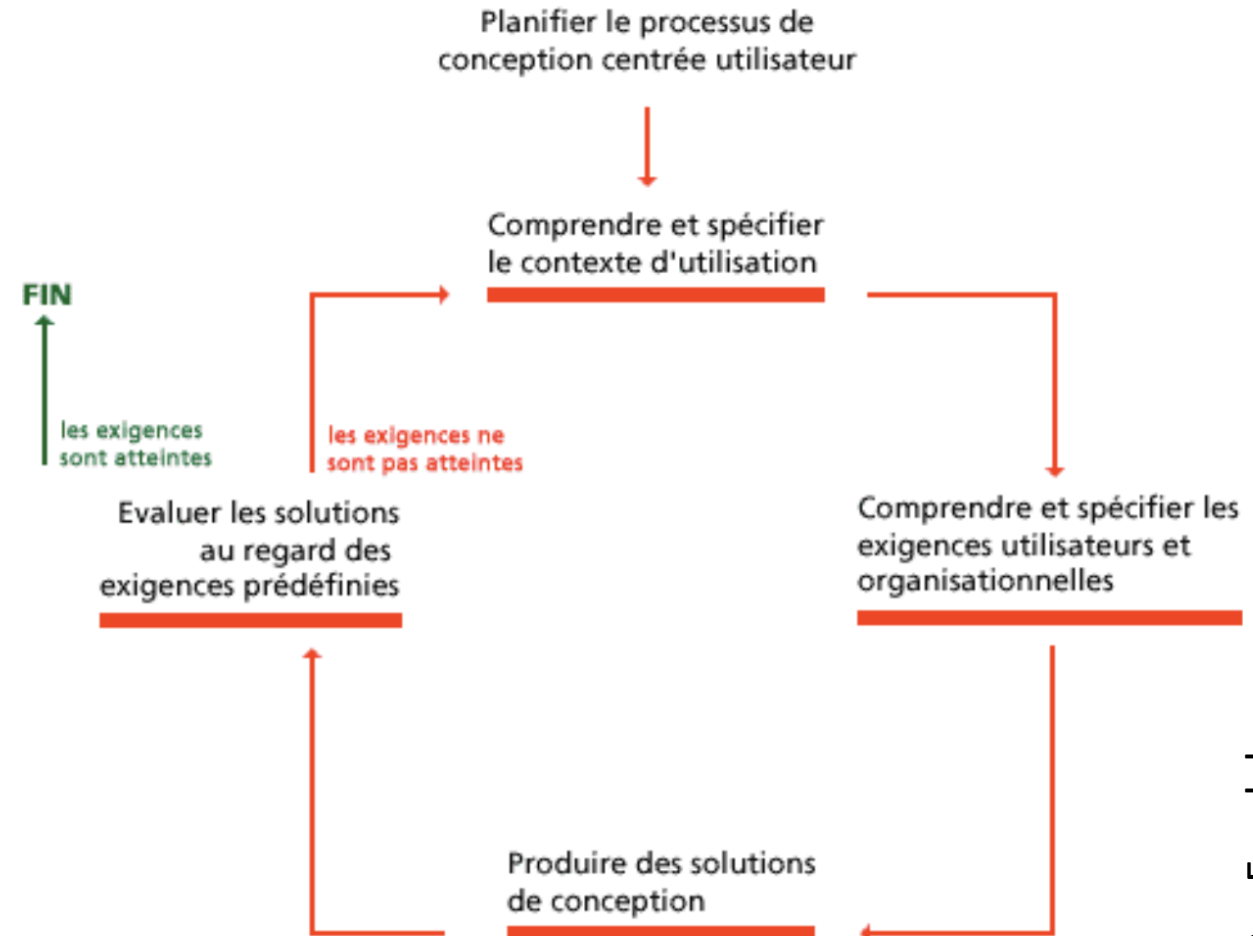 Planifier le processus de
conception centrée utilisateur
Comprendre et spécifier
le contexte d'utilisation
FIN
les exigences
sont atteintes
les exigences ne
sont pas atteintes
Evaluer les solutions
au regard des
exigences prédéfinies
Comprendre et spécifier les
exigences utilisateurs et
organisationnelles
Produire des solutions
de conception